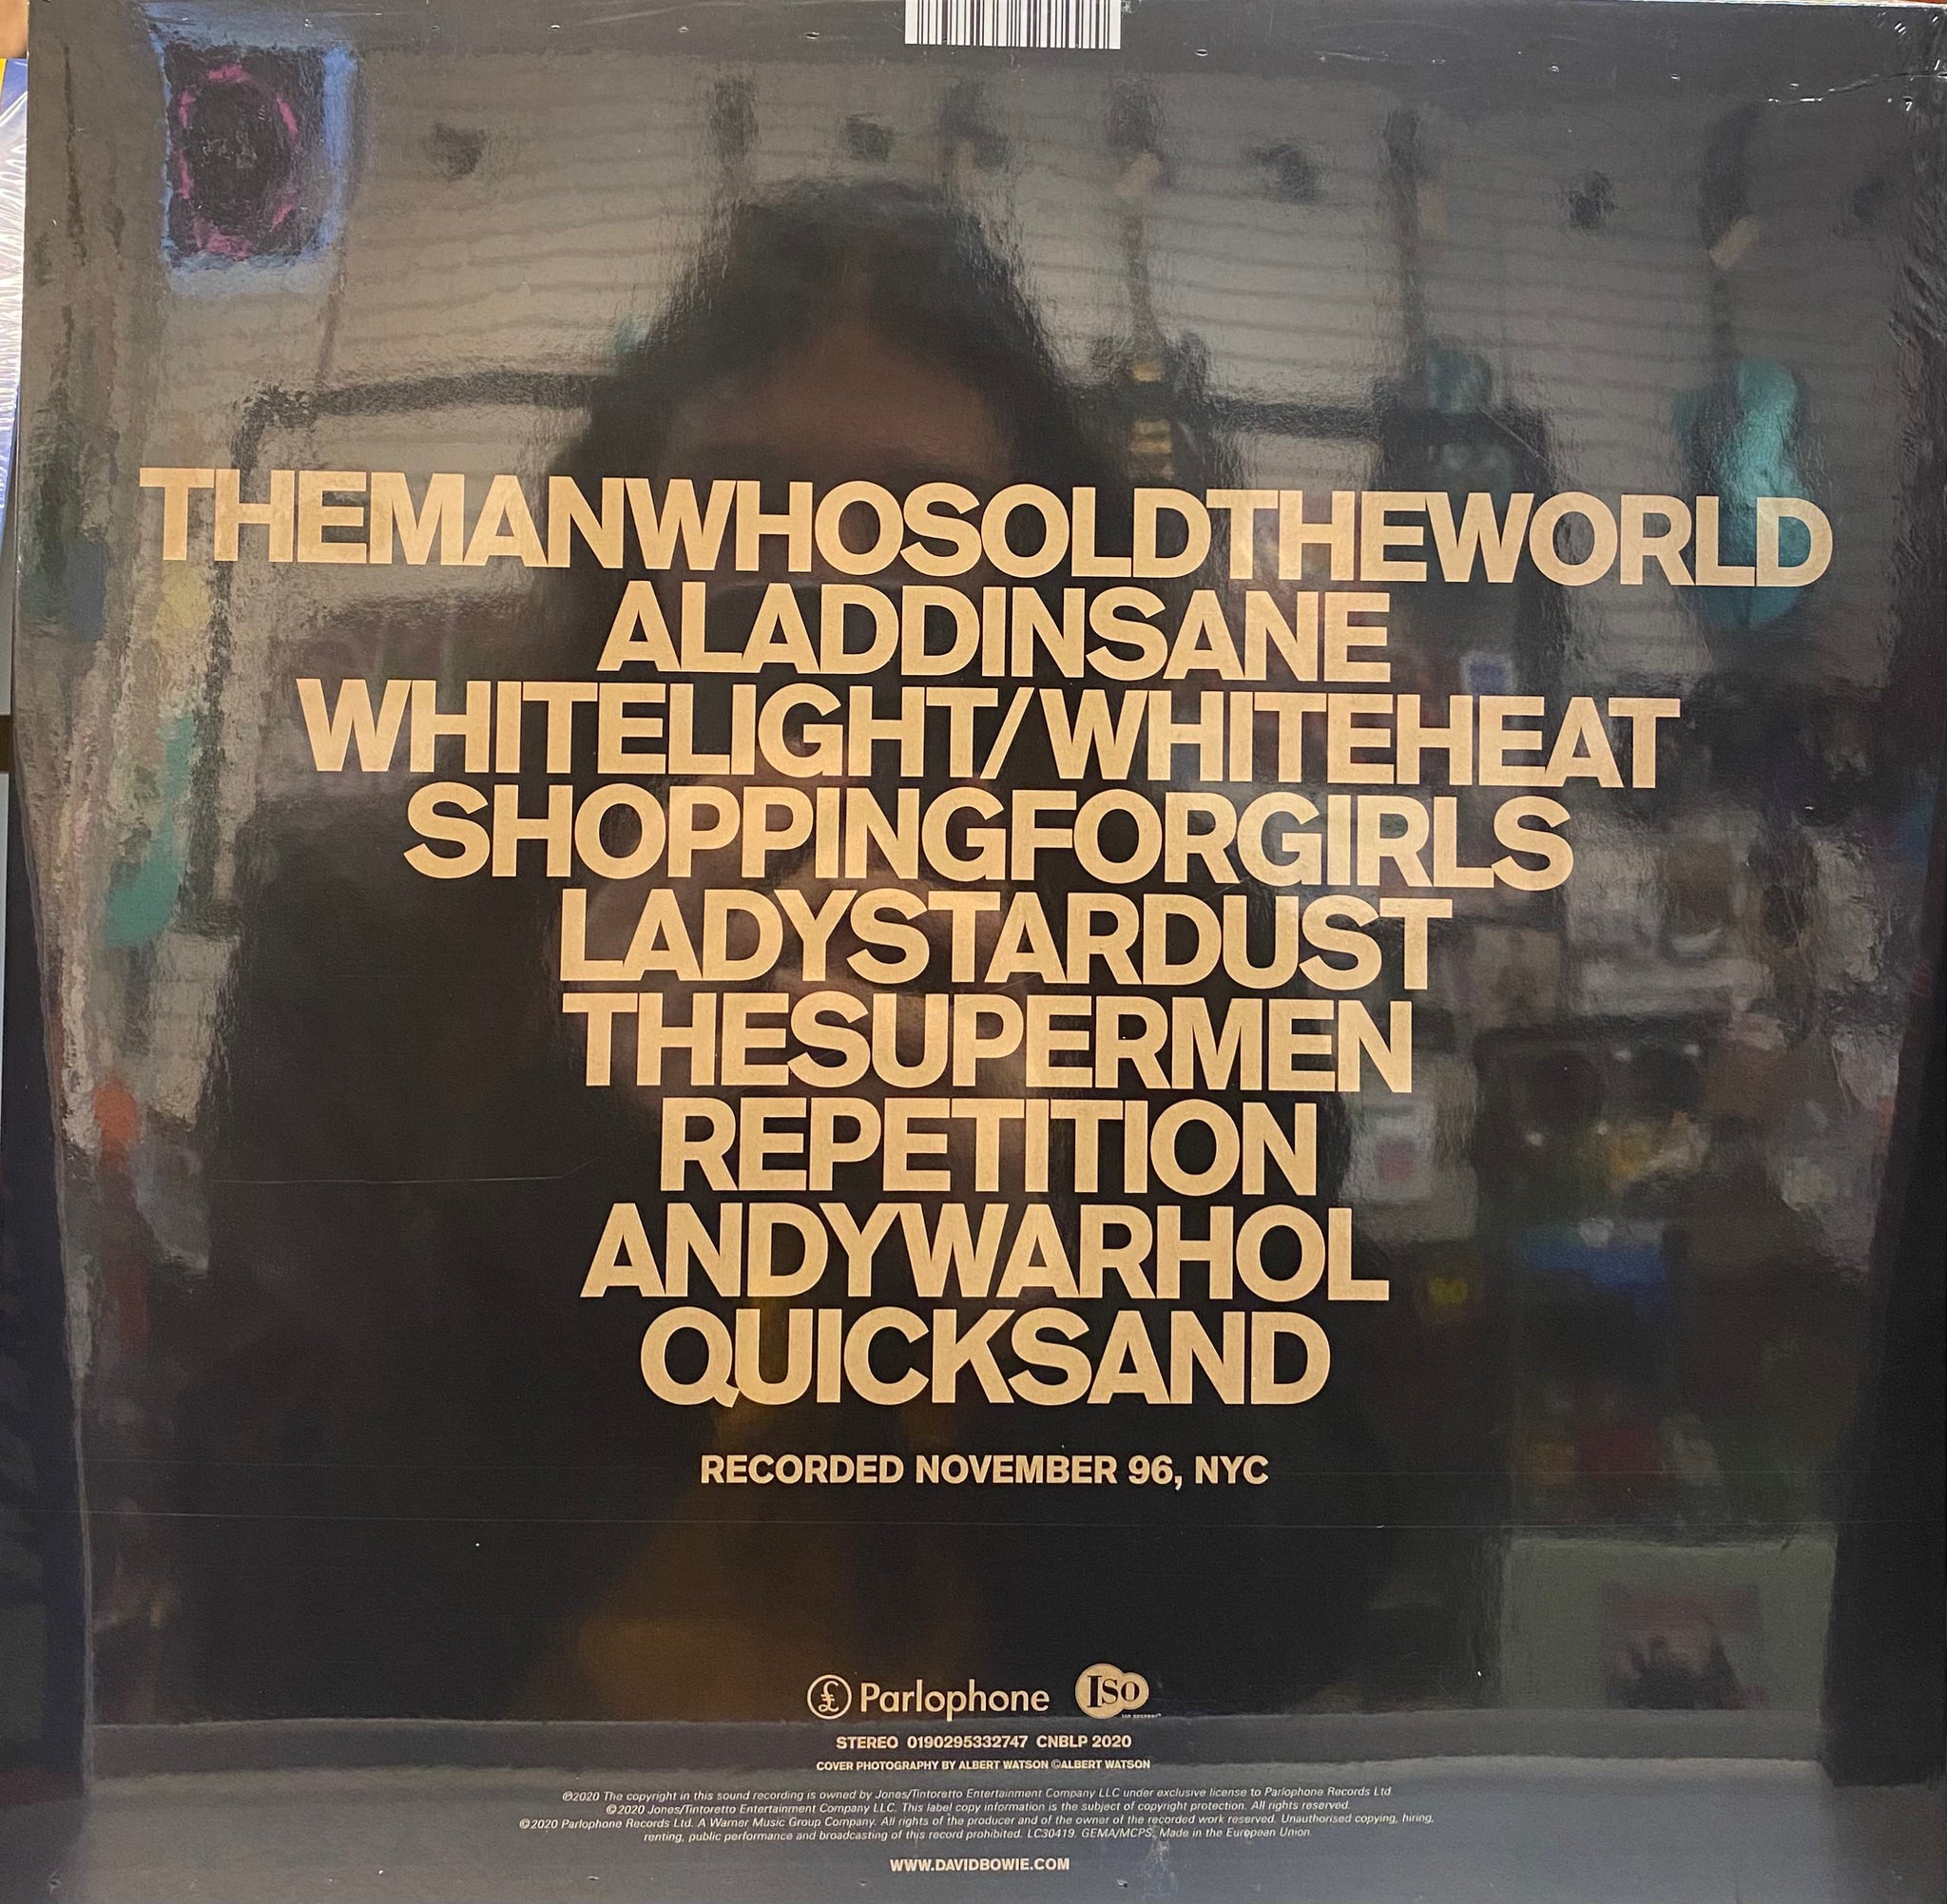 THEMANWHOSOLDTHEWORLD
ALADDINSANE
WHITELIGHT/WHITEHEAT
SHOPPINGFORGIRLS
LADYSTARDUST
THESUPERMEN
REPETITION
ANDYWARHOL
QUICKSAND
RECORDED NOVEMBER 96, NYC
£ Parlophone ISO
STEREO 0190295332747 CNBLP 2020
COVER PHOTOGRAPHY BY ALBERT WATSON ©ALBERT WATSON
℗2020 The copyright in this sound recording is owned by Jones/Tintoretto Entertainment Company LLC under exclusive license to Parlophone Records Ltd.
©2020 Jones/Tintoretto Entertainment Company LLC. This label copy information is the subject of copyright protection. All rights reserved.
©2020 Parlophone Records Ltd. A Warner Music Group Company. All rights of the producer and of the owner of the recorded work reserved. Unauthorised copying, hiring,
renting, public performance and broadcasting of this record prohibited. LC30419. GEMA/MCPS. Made in the European Union.
WWW.DAVIDBOWIE.COM